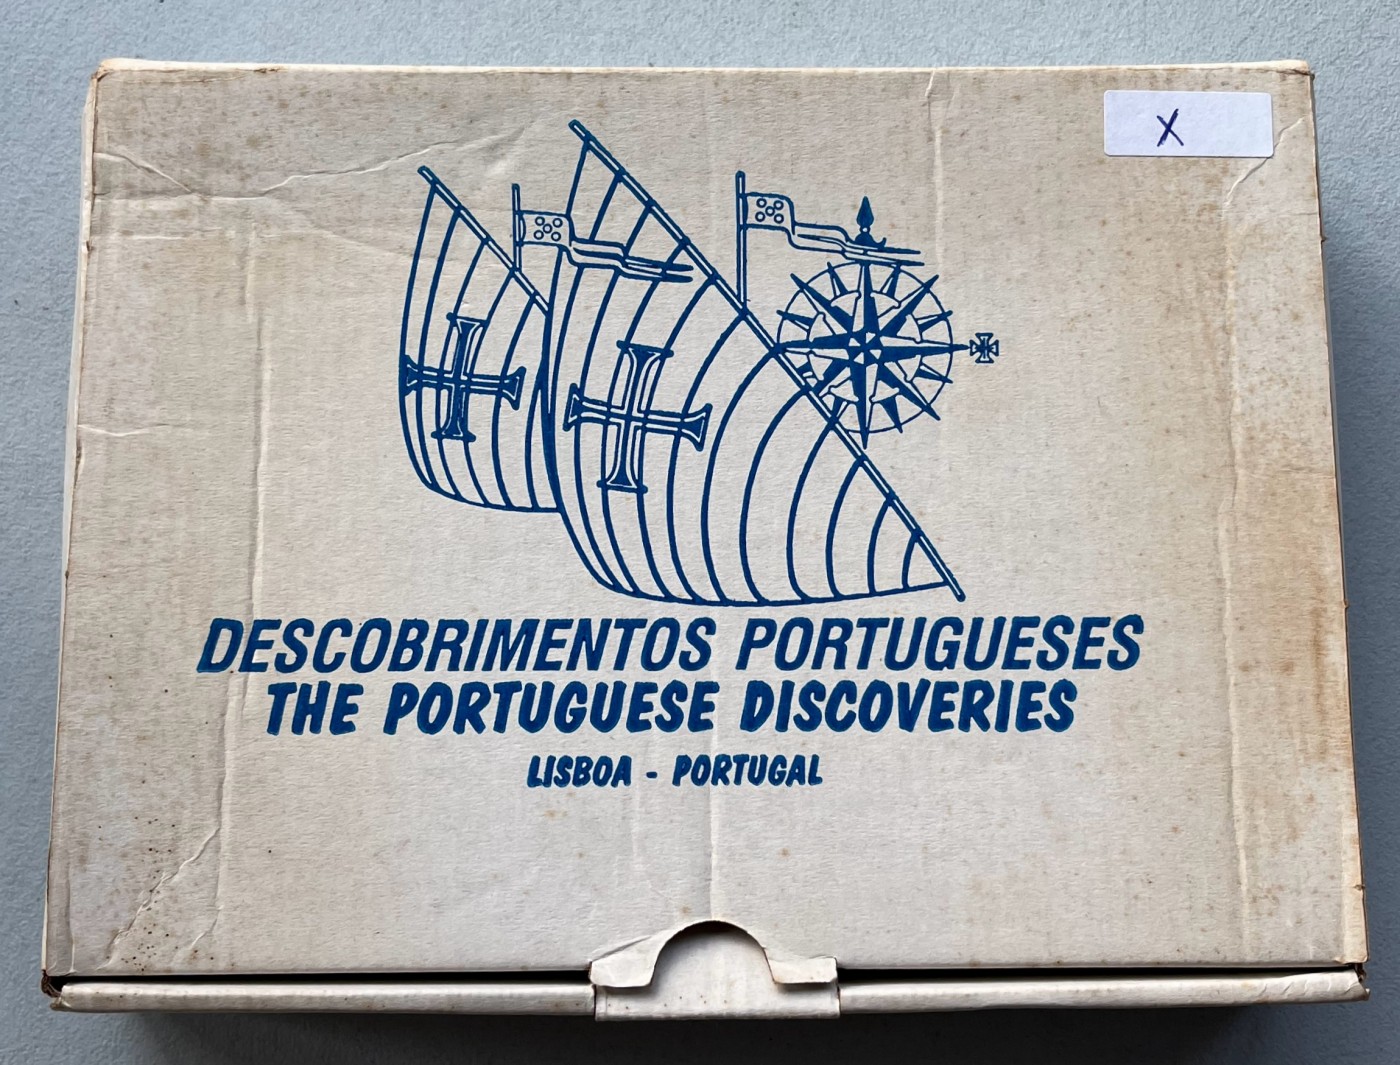 X
DESCOBRIMENTOS PORTUGUESES
THE PORTUGUESE DISCOVERIES
LISBOA - PORTUGAL